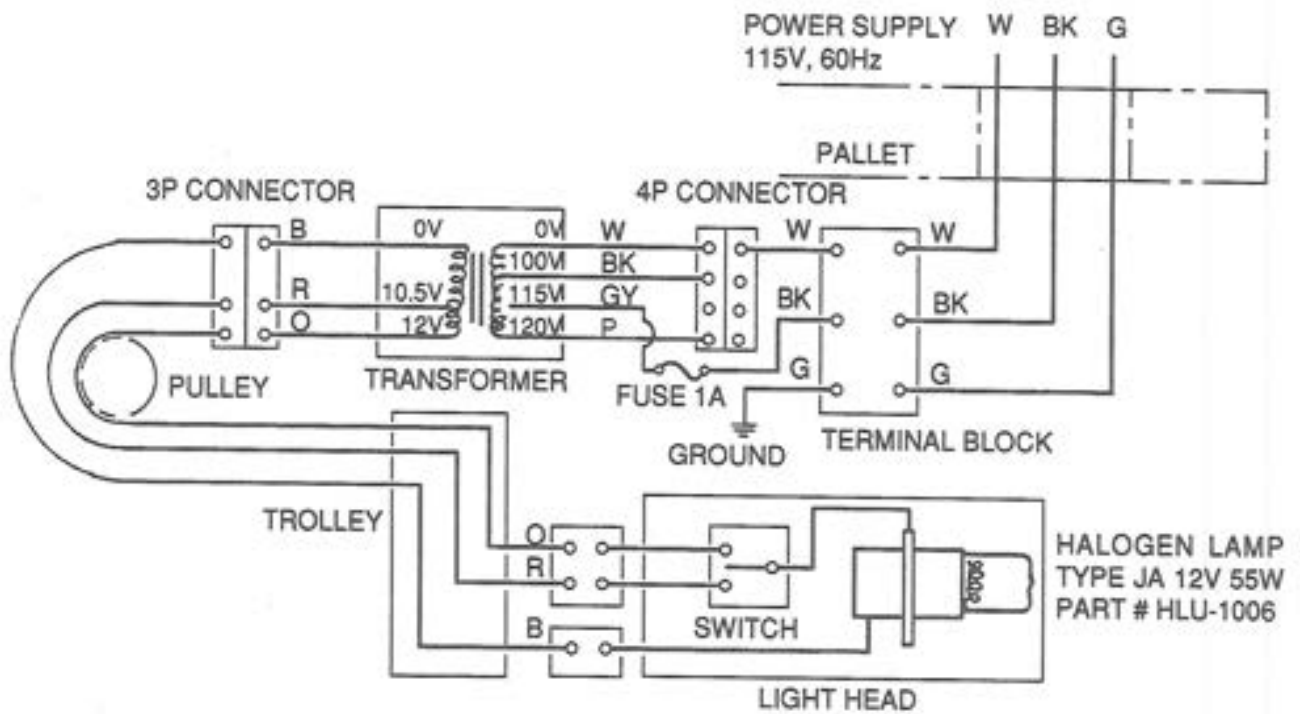 POWER SUPPLY W BK G
115V, 60Hz
PALLET
3P CONNECTOR
4P CONNECTOR
B
0V
0V
W
W
W
100V
BK
R
10.5V
115V
GY
BK
BK
O
12V
120V
P
G
G
PULLEY
TRANSFORMER
FUSE 1A
GROUND
TERMINAL BLOCK
TROLLEY
O
R
B
SWITCH
HALOGEN LAMP
TYPE JA 12V 55W
PART # HLU-1006
LIGHT HEAD